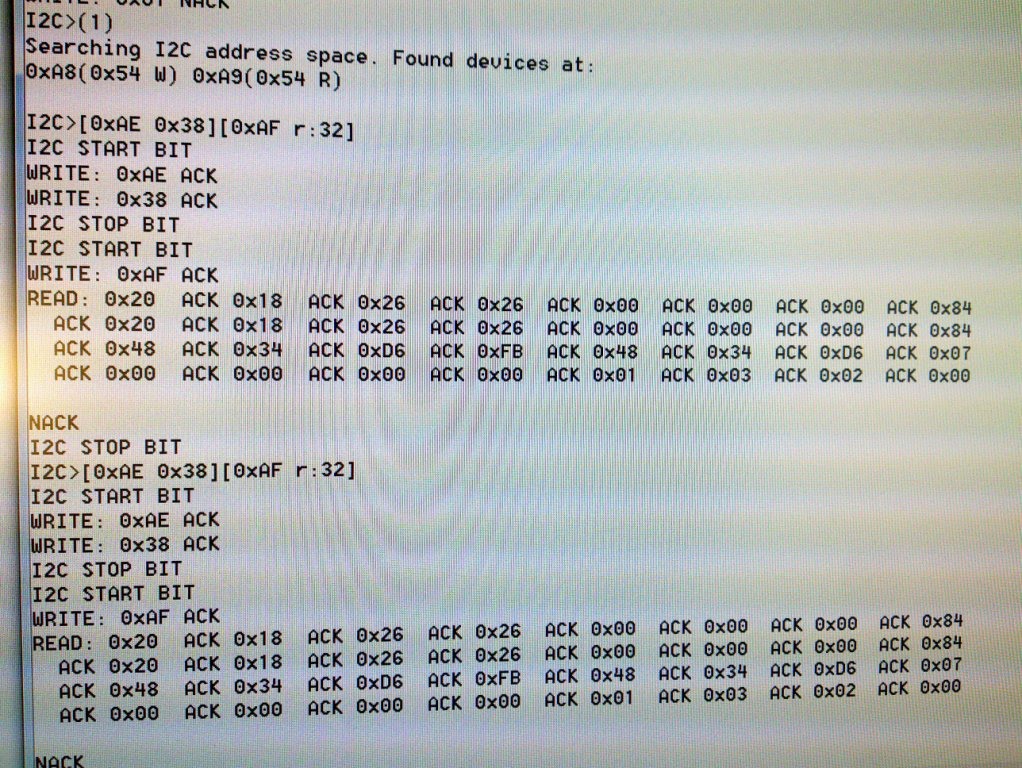 WRITE: 0x01 NACK
I2C>(1)
Searching I2C address space. Found devices at:
0xA8(0x54 W) 0xA9(0x54 R)
I2C>[0xAE 0x38][0xAF r:32]
I2C START BIT
WRITE: 0xAE ACK
WRITE: 0x38 ACK
I2C STOP BIT
I2C START BIT
WRITE: 0xAF ACK
READ: 0x20 ACK 0x18 ACK 0x26 ACK 0x26 ACK 0x00 ACK 0x00 ACK 0x00 ACK 0x84
ACK 0x20 ACK 0x18 ACK 0x26 ACK 0x26 ACK 0x00 ACK 0x00 ACK 0x00 ACK 0x84
ACK 0x48 ACK 0x34 ACK 0xD6 ACK 0xFB ACK 0x48 ACK 0x34 ACK 0xD6 ACK 0x07
ACK 0x00 ACK 0x00 ACK 0x00 ACK 0x00 ACK 0x01 ACK 0x03 ACK 0x02 ACK 0x00
NACK
I2C STOP BIT
I2C>[0xAE 0x38][0xAF r:32]
I2C START BIT
WRITE: 0xAE ACK
WRITE: 0x38 ACK
I2C STOP BIT
I2C START BIT
WRITE: 0xAF ACK
READ: 0x20 ACK 0x18 ACK 0x26 ACK 0x26 ACK 0x00 ACK 0x00 ACK 0x00 ACK 0x84
ACK 0x20 ACK 0x18 ACK 0x26 ACK 0x26 ACK 0x00 ACK 0x00 ACK 0x00 ACK 0x84
ACK 0x48 ACK 0x34 ACK 0xD6 ACK 0xFB ACK 0x48 ACK 0x34 ACK 0xD6 ACK 0x07
ACK 0x00 ACK 0x00 ACK 0x00 ACK 0x00 ACK 0x01 ACK 0x03 ACK 0x02 ACK 0x00
NACK